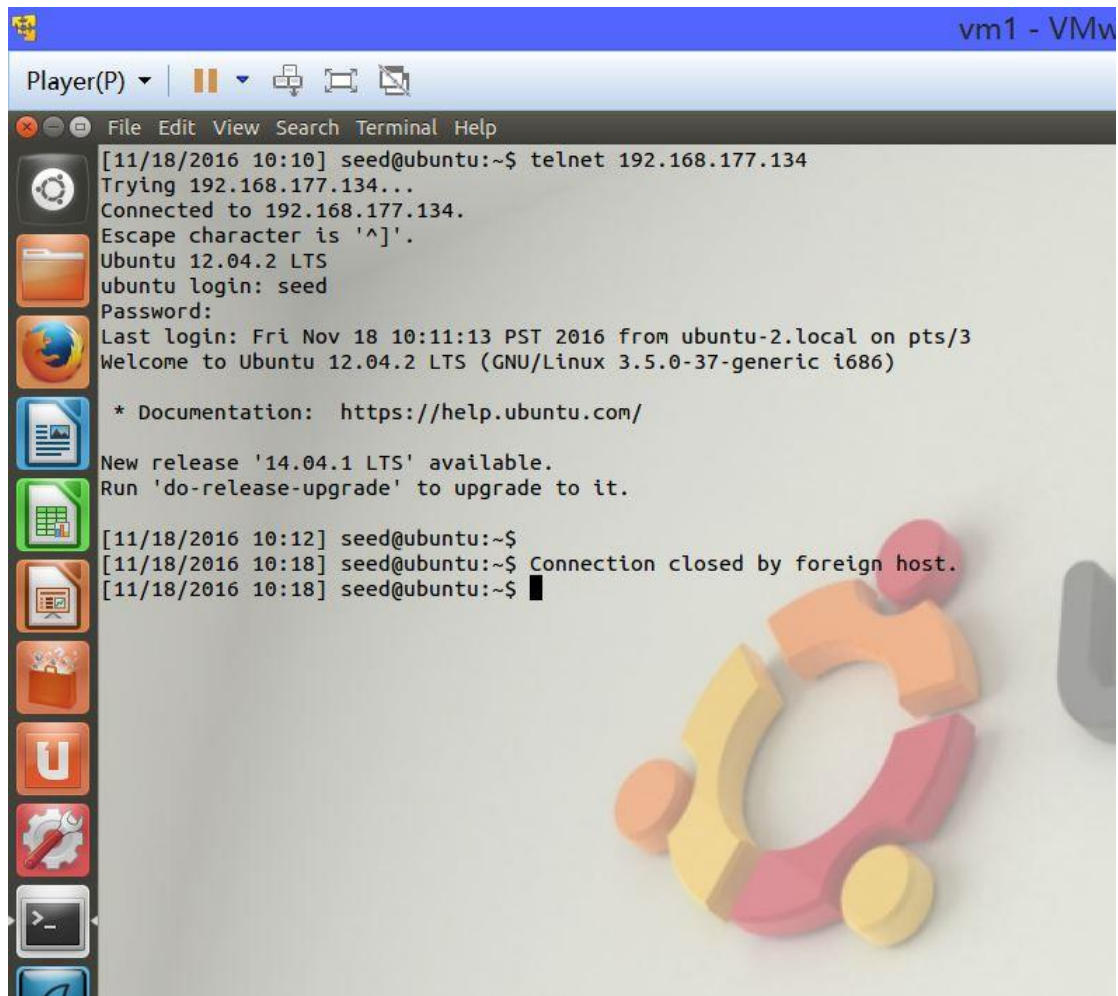 vm1 - VMw
Player(P)
File Edit View Search Terminal Help
[11/18/2016 10:10] seed@ubuntu:~$ telnet 192.168.177.134
Trying 192.168.177.134...
Connected to 192.168.177.134.
Escape character is '^]'.
Ubuntu 12.04.2 LTS
ubuntu login: seed
Password:
Last login: Fri Nov 18 10:11:13 PST 2016 from ubuntu-2.local on pts/3
Welcome to Ubuntu 12.04.2 LTS (GNU/Linux 3.5.0-37-generic i686)
* Documentation: https://help.ubuntu.com/
New release '14.04.1 LTS' available.
Run 'do-release-upgrade' to upgrade to it.
[11/18/2016 10:12] seed@ubuntu:~$
[11/18/2016 10:18] seed@ubuntu:~$ Connection closed by foreign host.
[11/18/2016 10:18] seed@ubuntu:~$